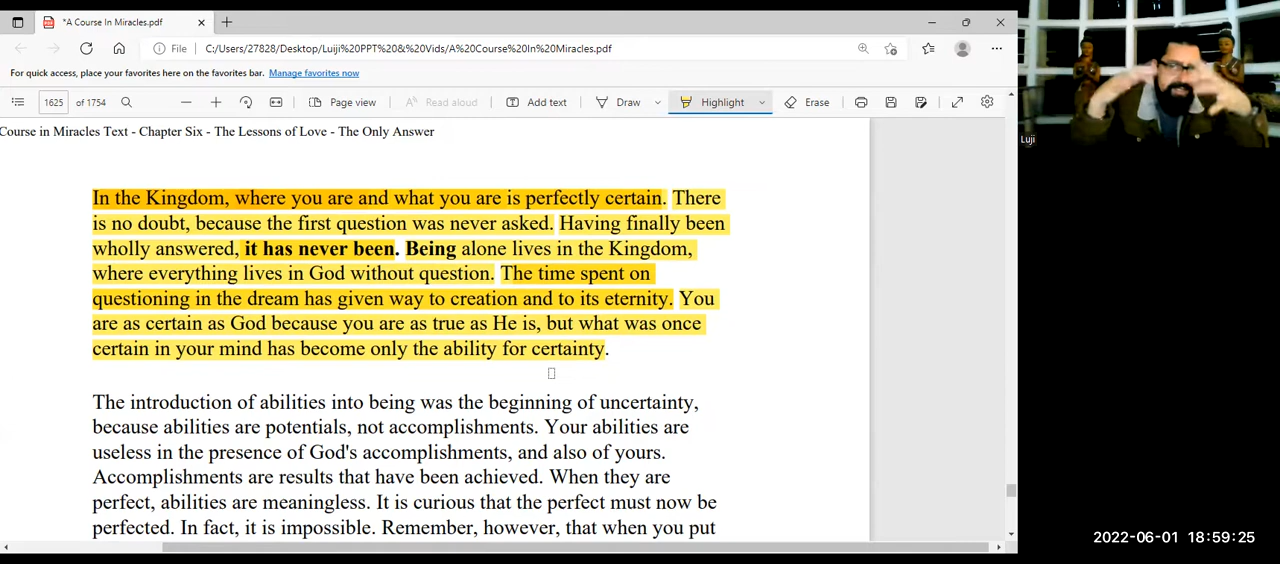 *A Course In Miracles.pdf
File
C:/Users/27828/Desktop/Luiji%20PPT%20&%20Vids/A%20Course%20In%20Miracles.pdf
For quick access, place your favorites here on the favorites bar. Manage favorites now
1625 of 1754
Page view
Read aloud
Add text
Draw
Highlight
Erase
Course in Miracles Text - Chapter Six - The Lessons of Love - The Only Answer
In the Kingdom, where you are and what you are is perfectly certain. There
is no doubt, because the first question was never asked. Having finally been
wholly answered, it has never been. Being alone lives in the Kingdom,
where everything lives in God without question. The time spent on
questioning in the dream has given way to creation and to its eternity. You
are as certain as God because you are as true as He is, but what was once
certain in your mind has become only the ability for certainty.
The introduction of abilities into being was the beginning of uncertainty,
because abilities are potentials, not accomplishments. Your abilities are
useless in the presence of God's accomplishments, and also of yours.
Accomplishments are results that have been achieved. When they are
perfect, abilities are meaningless. It is curious that the perfect must now be
perfected. In fact, it is impossible. Remember, however, that when you put
Luji
2022-06-01 18:59:25